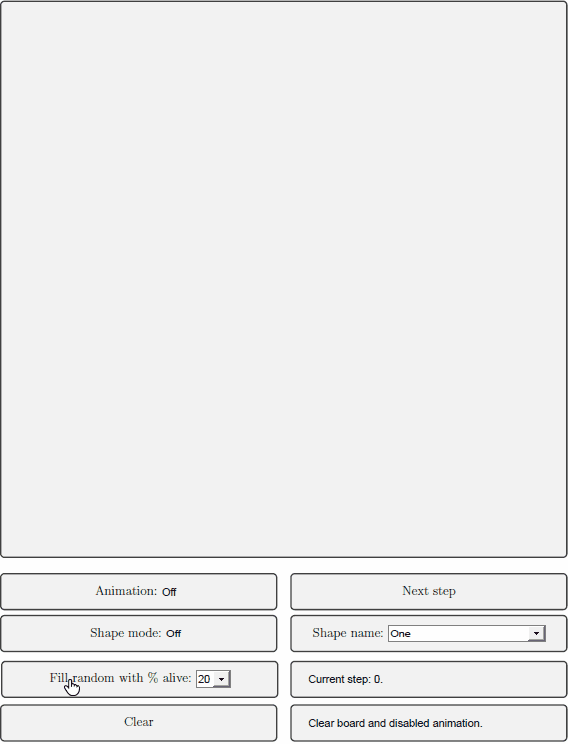 Animation: Off
Next step
Shape mode: Off
Shape name: One
Fill random with % alive: 20
Current step: 0.
Clear
Clear board and disabled animation.